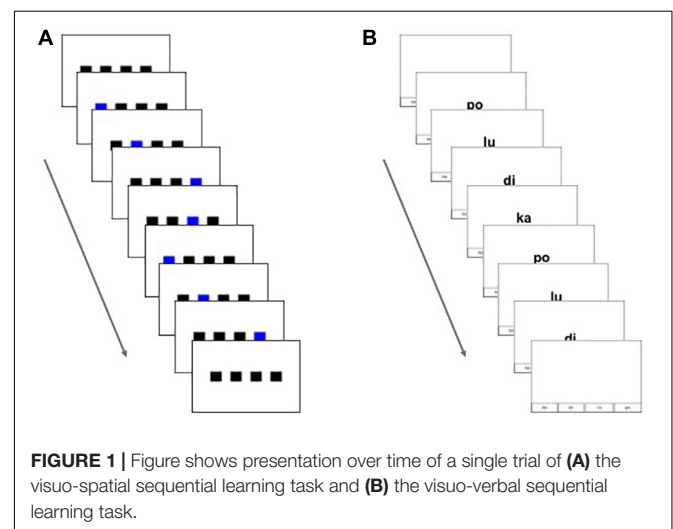 A
B
po
lu
di
ka
po
lu
di
FIGURE 1 | Figure shows presentation over time of a single trial of (A) the
visuo-spatial sequential learning task and (B) the visuo-verbal sequential
learning task.